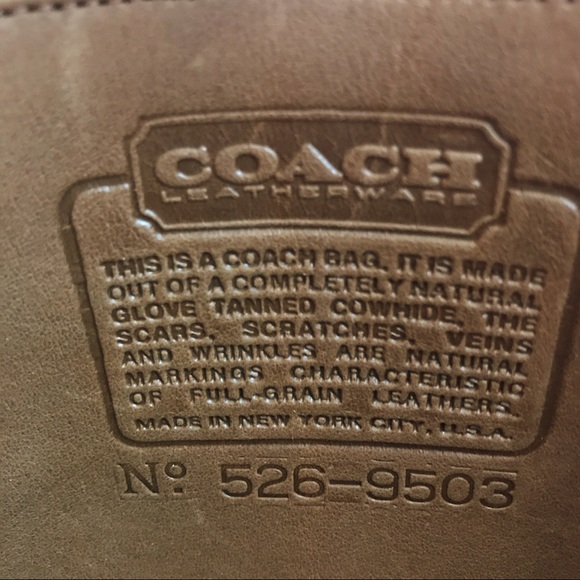 COACH
LEATHERWARE
THIS IS A COACH BAG. IT IS MADE
OUT OF A COMPLETELY NATURAL
GLOVE TANNED COWHIDE, THE
SCARS, SCRATCHES, VEINS
AND WRINKLES ARE NATURAL
MARKINGS CHARACTERISTIC
OF FULL-GRAIN LEATHERS.
MADE IN NEW YORK CITY, U.S.A.
Nº 526-9503